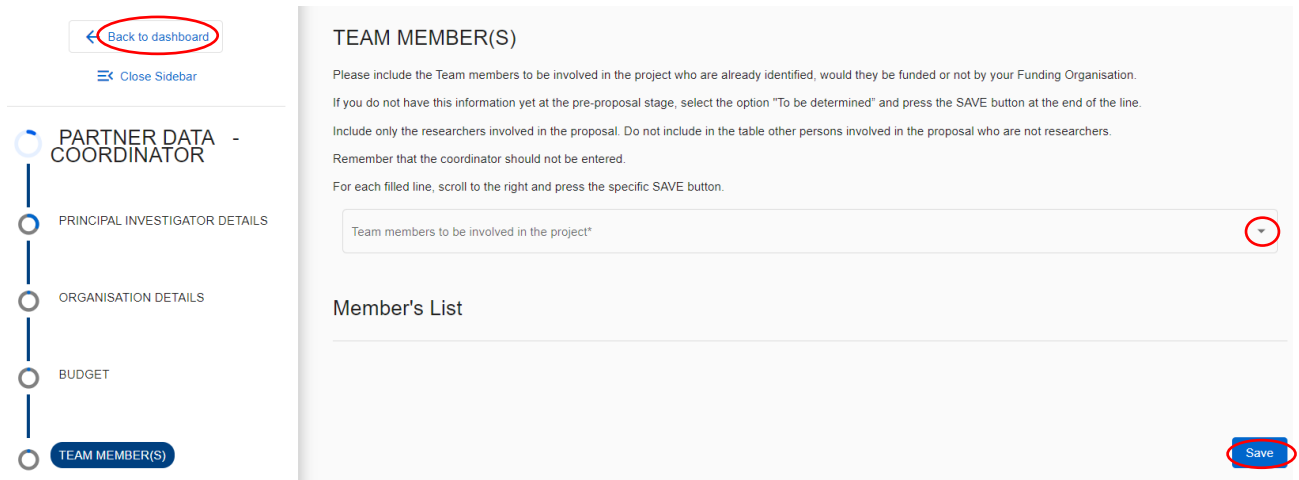 Back to dashboard
Close Sidebar
PARTNER DATA -
COORDINATOR
PRINCIPAL INVESTIGATOR DETAILS
ORGANISATION DETAILS
BUDGET
TEAM MEMBER(S)
TEAM MEMBER(S)
Please include the Team members to be involved in the project who are already identified, would they be funded or not by your Funding Organisation.
If you do not have this information yet at the pre-proposal stage, select the option "To be determined" and press the SAVE button at the end of the line.
Include only the researchers involved in the proposal. Do not include in the table other persons involved in the proposal who are not researchers.
Remember that the coordinator should not be entered.
For each filled line, scroll to the right and press the specific SAVE button.
Team members to be involved in the project*
Member's List
Save